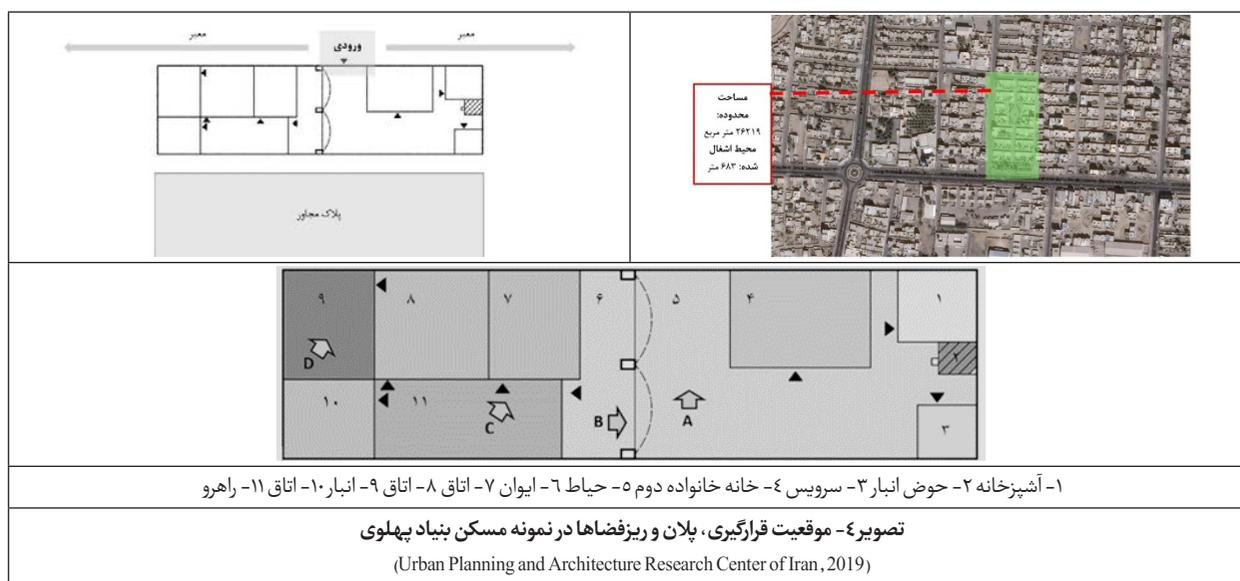 معبر
ورودی
معبر
پلاک مجاور
مساحت
محدوده:
۲۶۲۱۹ متر مربع
محیط اشغال
شده: ۶۸۳ متر
۹
۸
۷
۶
۵
۴
۱
۲
D
۱۰
۱۱
C
B
A
۳
۱- آشپزخانه ۲- حوض انبار ۳- سرویس ٤- خانه خانواده دوم ٥- حیاط ٦- ایوان ۷- اتاق ۸- اتاق ۹- انبار ۱۰- اتاق ۱۱- راهرو
تصویر٤- موقعیت قرارگیری، پلان و ریزفضاها در نمونه مسکن بنیاد پهلوی
(Urban Planning and Architecture Research Center of Iran, 2019)